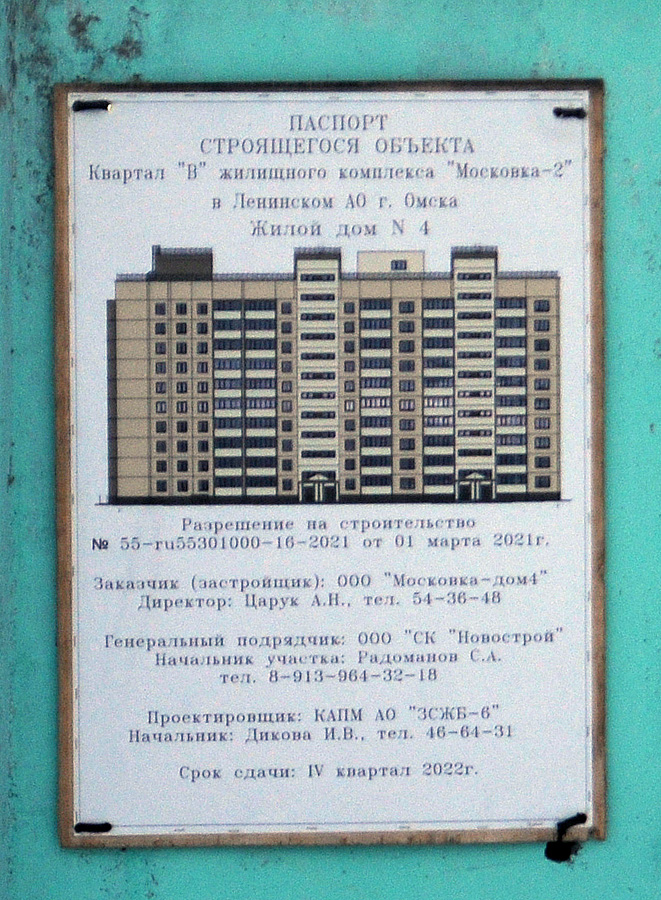 ПАСПОРТ
СТРОЯЩЕГОСЯ ОБЪЕКТА
Квартал "В" жилищного комплекса "Московка-2"
в Ленинском АО г. Омска
Жилой дом N 4
Разрешение на строительство
№ 55-ru55301000-16-2021 от 01 марта 2021г.
Заказчик (застройщик): ООО "Московка-дом4"
Директор: Царук А.Н., тел. 54-36-48
Генеральный подрядчик: ООО "СК "Новострой"
Начальник участка: Радоманов С.А.
тел. 8-913-964-32-18
Проектировщик: КАПМ АО "ЗСЖБ-6"
Начальник: Дикова И.В., тел. 46-64-31
Срок сдачи: IV квартал 2022г.